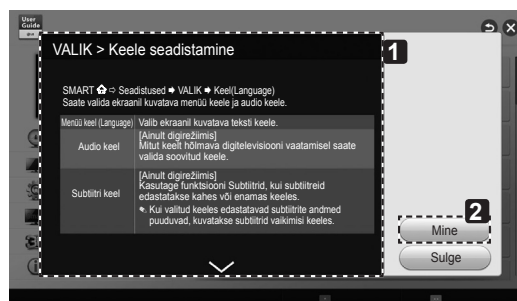 User
Guide
1
VALIK > Keele seadistamine
SMART ⇨ Seadistused ➡ VALIK ➡ Keel(Language)
Saate valida ekraanil kuvatava menüü keele ja audio keele.
Menüü keel (Language) Valib ekraanil kuvatava teksti keele.
Audio keel
[Ainult digirežiimis]
Mitut keelt hõlmava digitelevisiooni vaatamisel saate
valida soovitud keele.
Subtiitri keel
[Ainult digirežiimis]
Kasutage funktsiooni Subtiitrid, kui subtiitreid
edastatakse kahes või enamas keeles.
Kui valitud keeles edastatavad subtiitrite andmed
puuduvad, kuvatakse subtiitrid vaikimisi keeles.
2
Mine
Sulge